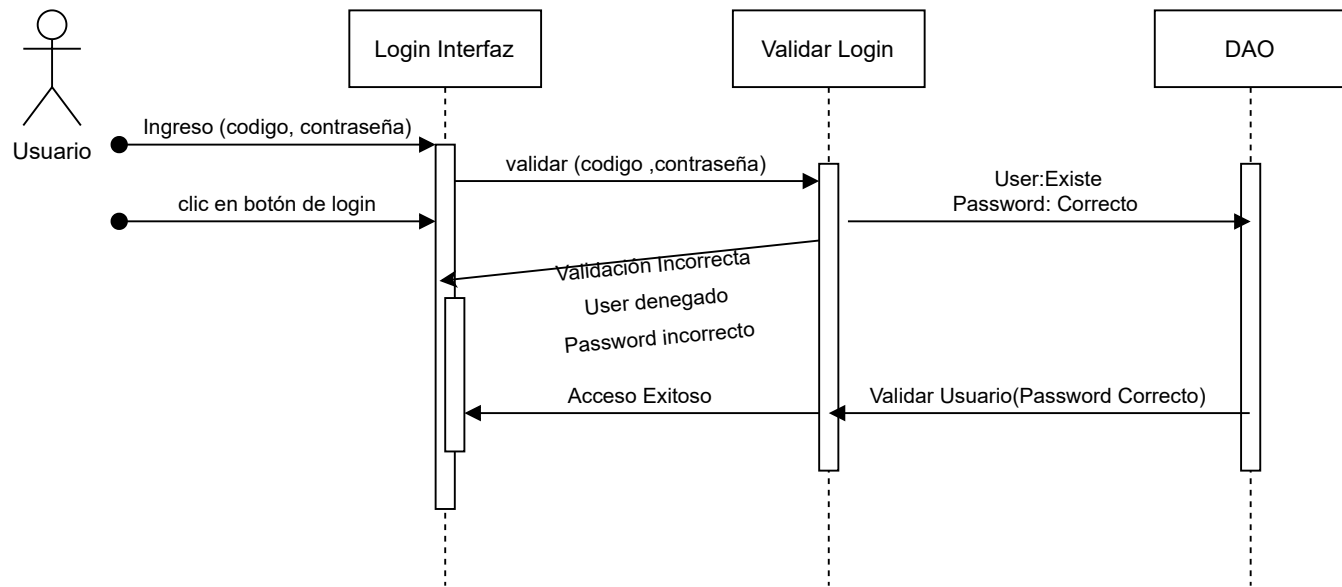 Login Interfaz
Validar Login
DAO
Usuario
Ingreso (codigo, contraseña)
validar (codigo ,contraseña)
User:Existe
Password: Correcto
clic en botón de login
Validación Incorrecta
User denegado
Password incorrecto
Acceso Exitoso
Validar Usuario(Password Correcto)